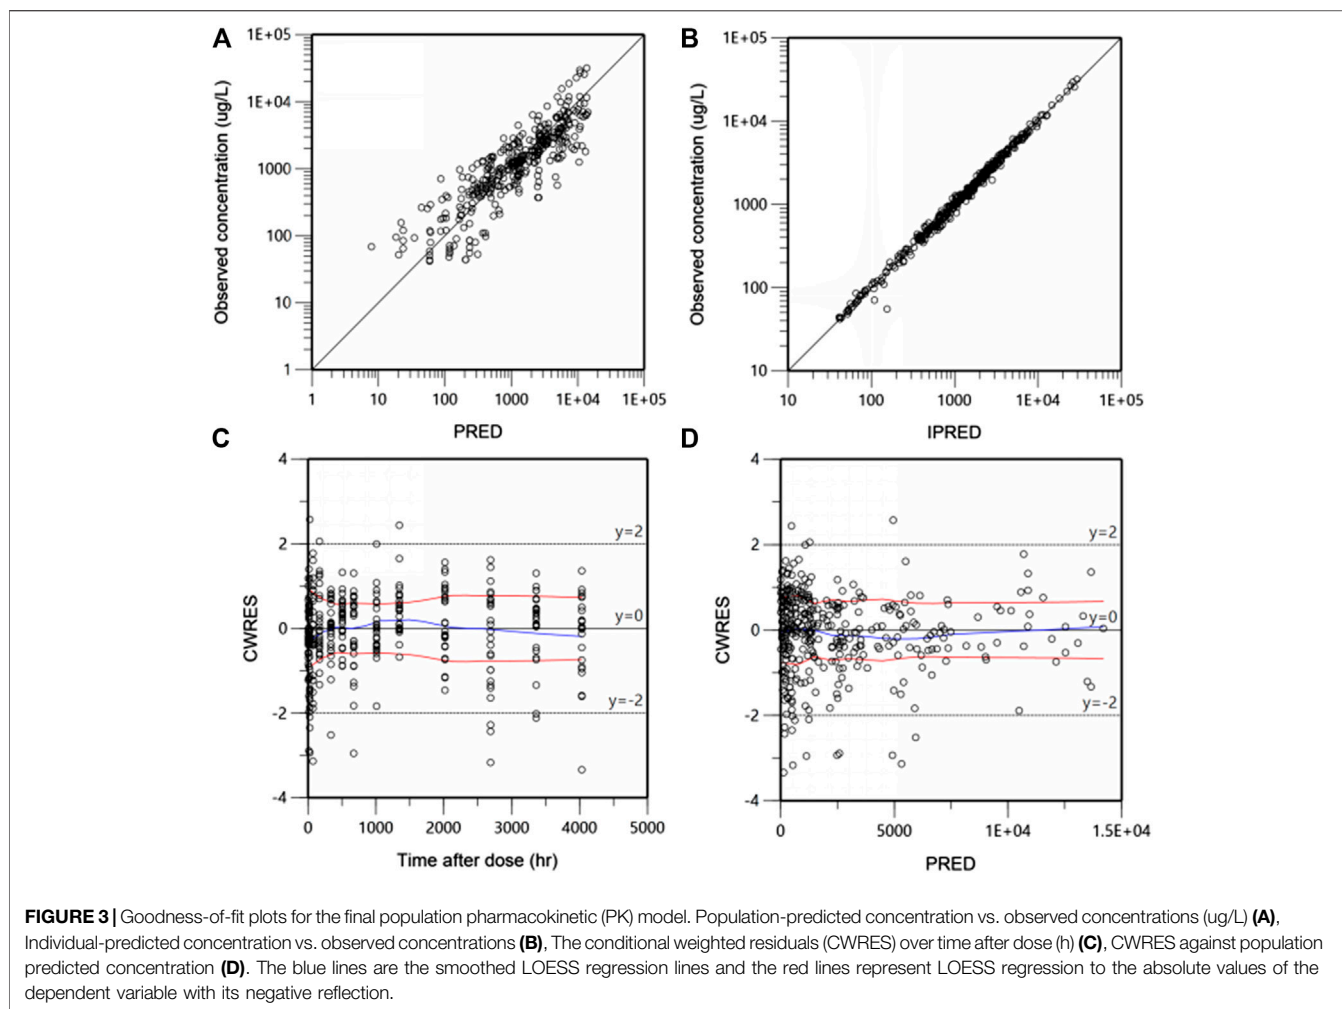 A
B
1E+05
1E+04
1000
100
10
1
Observed concentration (ug/L)
1 10 100 1000 1E+04 1E+05
PRED
1E+05
1E+04
1000
100
10
Observed concentration (ug/L)
10 100 1000 1E+04 1E+05
IPRED
C
D
4
2
0
-2
-4
CWRES
y=2
y=0
y=-2
0 1000 2000 3000 4000 5000
Time after dose (hr)
4
2
0
-2
-4
CWRES
y=2
y=0
y=-2
0 5000 1E+04 1.5E+04
PRED
FIGURE 3 | Goodness-of-fit plots for the final population pharmacokinetic (PK) model. Population-predicted concentration vs. observed concentrations (ug/L) (A),
Individual-predicted concentration vs. observed concentrations (B), The conditional weighted residuals (CWRES) over time after dose (h) (C), CWRES against population
predicted concentration (D). The blue lines are the smoothed LOESS regression lines and the red lines represent LOESS regression to the absolute values of the
dependent variable with its negative reflection.